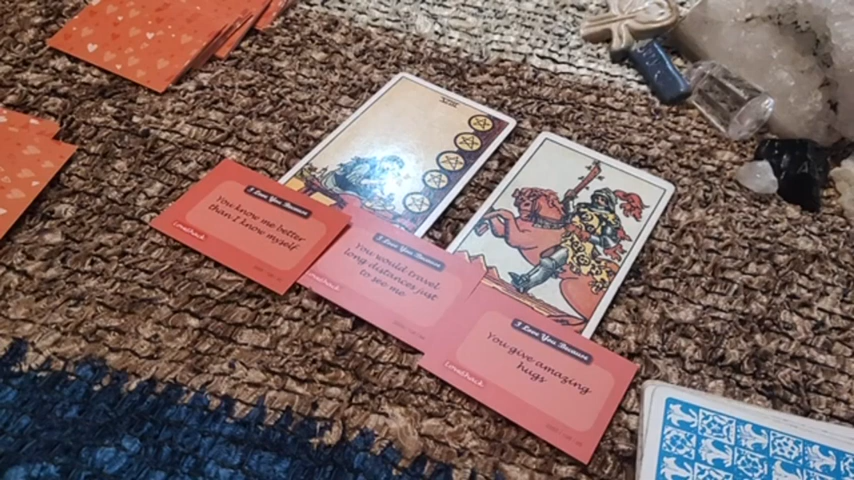 I Love You Because
You know me better
than I know myself
I Love You Because
You would travel
long distances just
to see me
I Love You Because
You give amazing
hugs